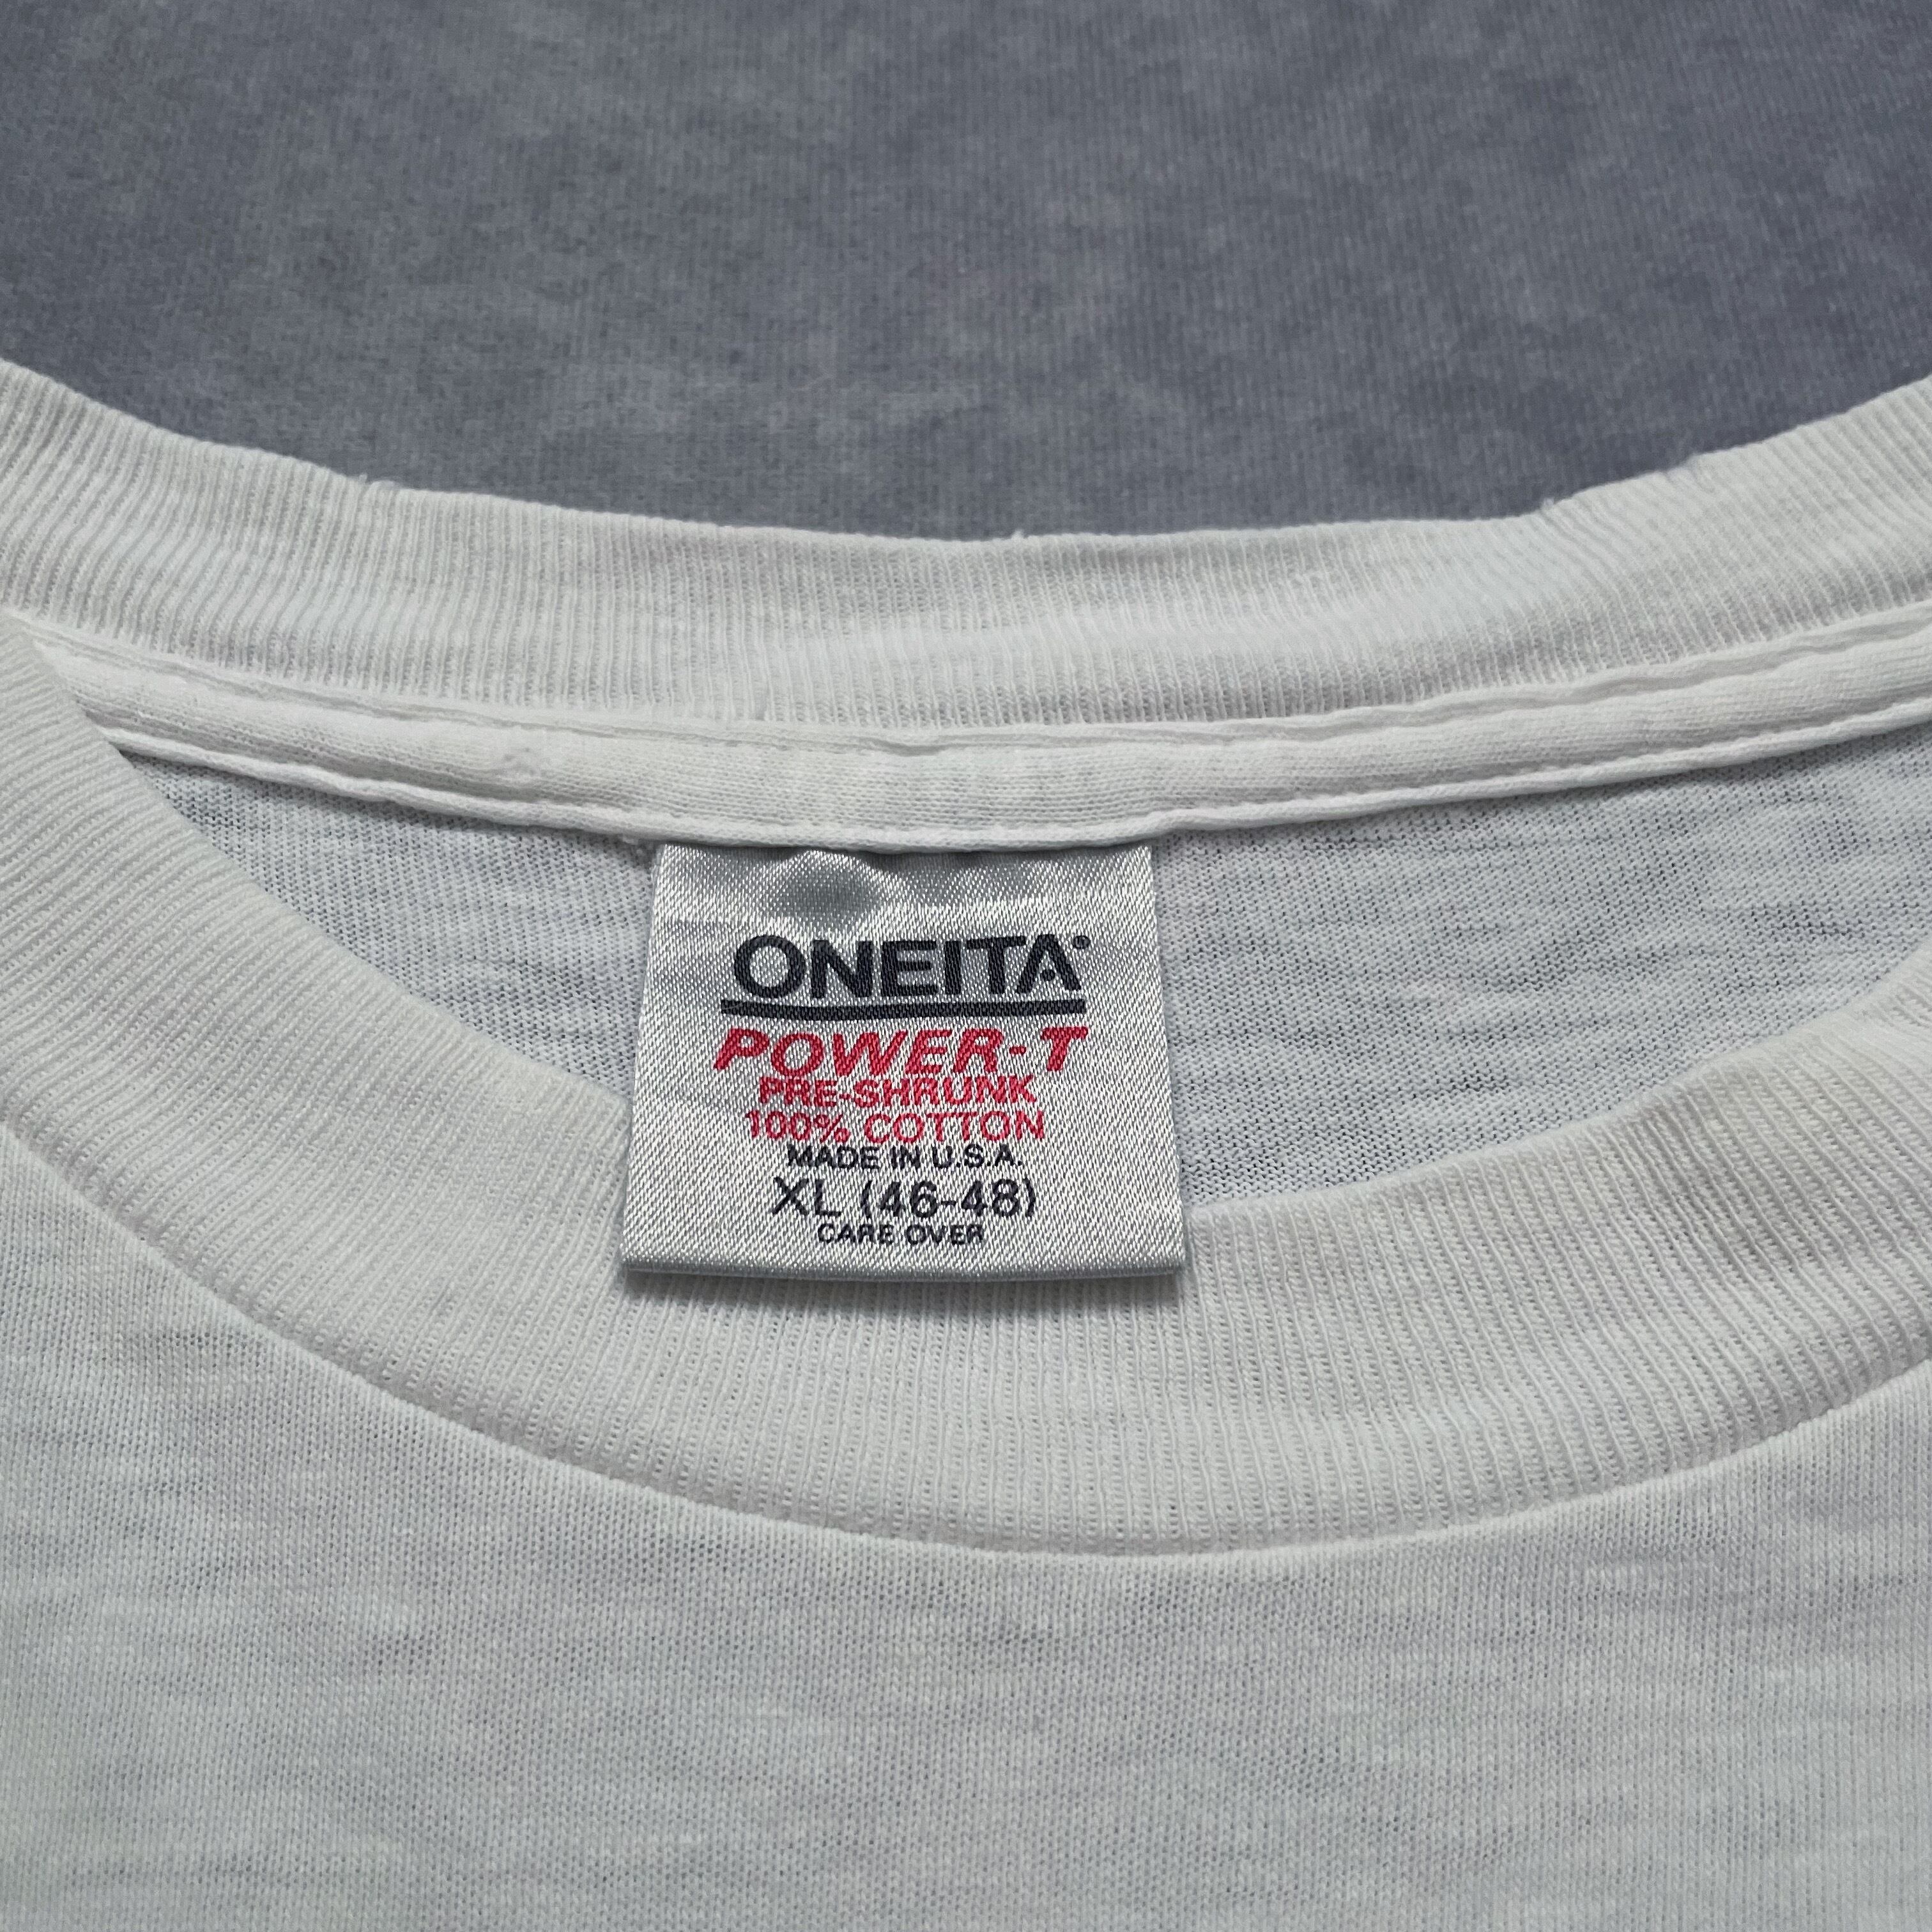 ONEITA®
POWER-T
PRE-SHRUNK
100% COTTON
MADE IN U.S.A.
XL (46-48)
CARE OVER